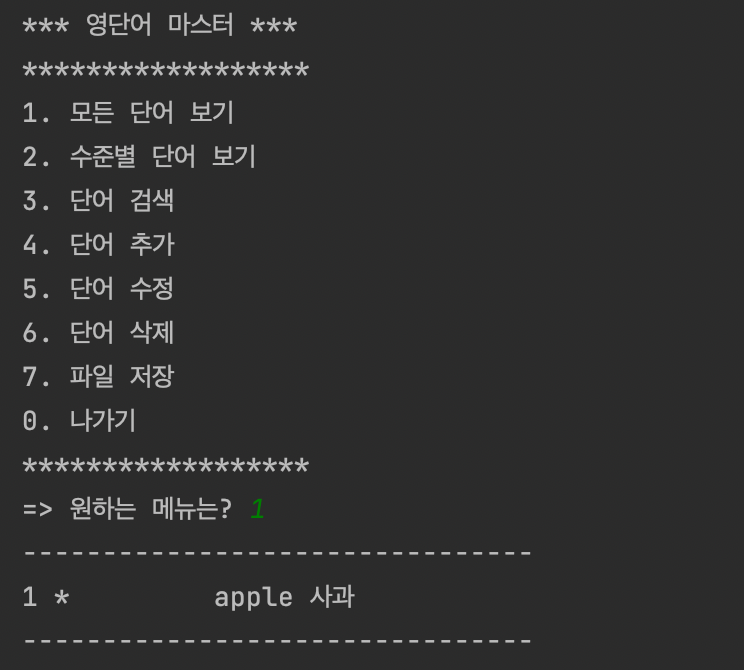 *** 영단어 마스터 ***
******************
1. 모든 단어 보기
2. 수준별 단어 보기
3. 단어 검색
4. 단어 추가
5. 단어 수정
6. 단어 삭제
7. 파일 저장
0. 나가기
******************
=> 원하는 메뉴는? 1
--------------------------------
1 *         apple 사과
--------------------------------